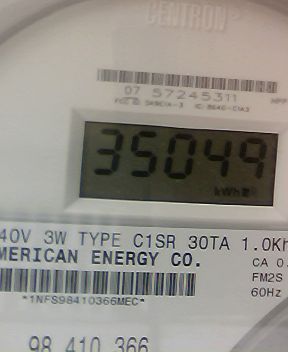 CENTRON
07 57245311
35049
kWh
40V 3W TYPE C1SR 30TA 1.0Kh
MERICAN ENERGY CO.
CA 0.
FM2S
60Hz
*1NFS98410366MEC*
98 410 366